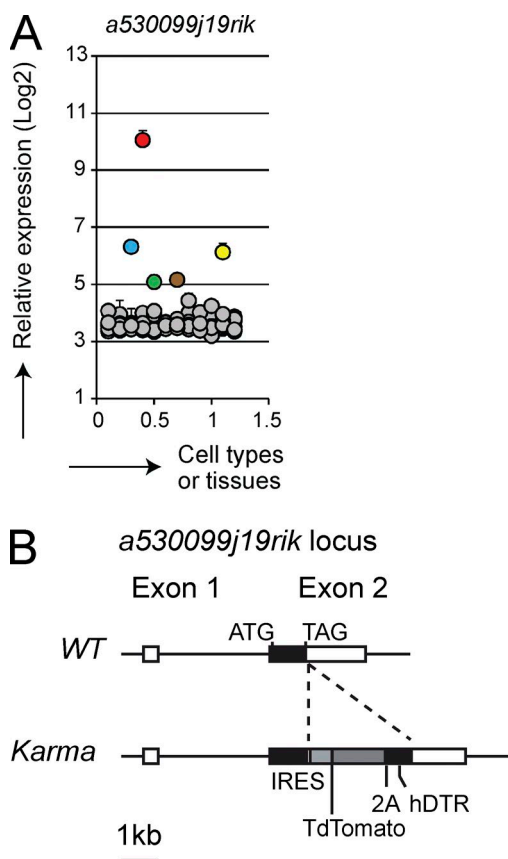 A
a530099j19rik
Relative expression (Log2)
13
11
9
7
5
3
1
0 0.5 1 1.5
Cell types
or tissues
B
a530099j19rik locus
Exon 1 Exon 2
ATG TAG
WT
Karma
IRES
2A hDTR
TdTomato
1kb